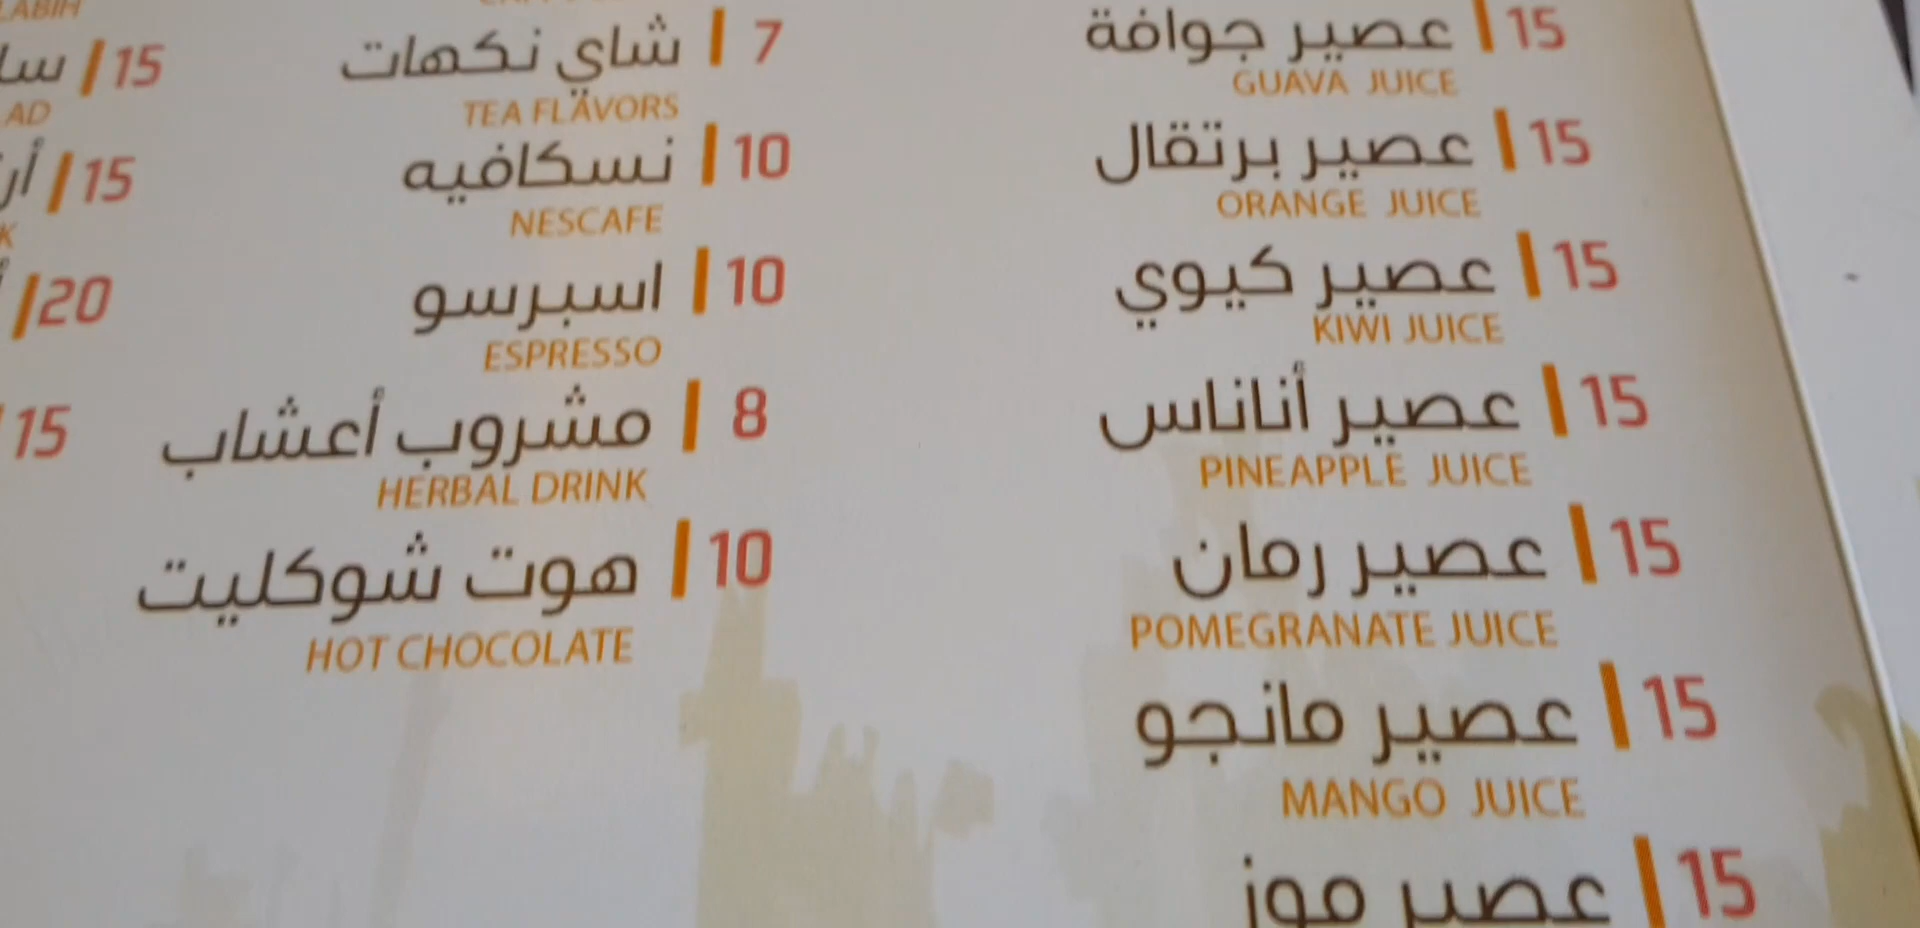 عصير جوافة | 15
GUAVA JUICE
عصير برتقال | 15
ORANGE JUICE
عصير كيوي | 15
KIWI JUICE
عصير أناناس | 15
PINEAPPLE JUICE
عصير رمان | 15
POMEGRANATE JUICE
عصير مانجو | 15
MANGO JUICE
عصير موز | 15
شاي نكهات | 7
TEA FLAVORS
نسكافيه | 10
NESCAFE
اسبرسو | 10
ESPRESSO
مشروب أعشاب | 8
HERBAL DRINK
هوت شوكليت | 10
HOT CHOCOLATE
| 15
| 15
| 20
15